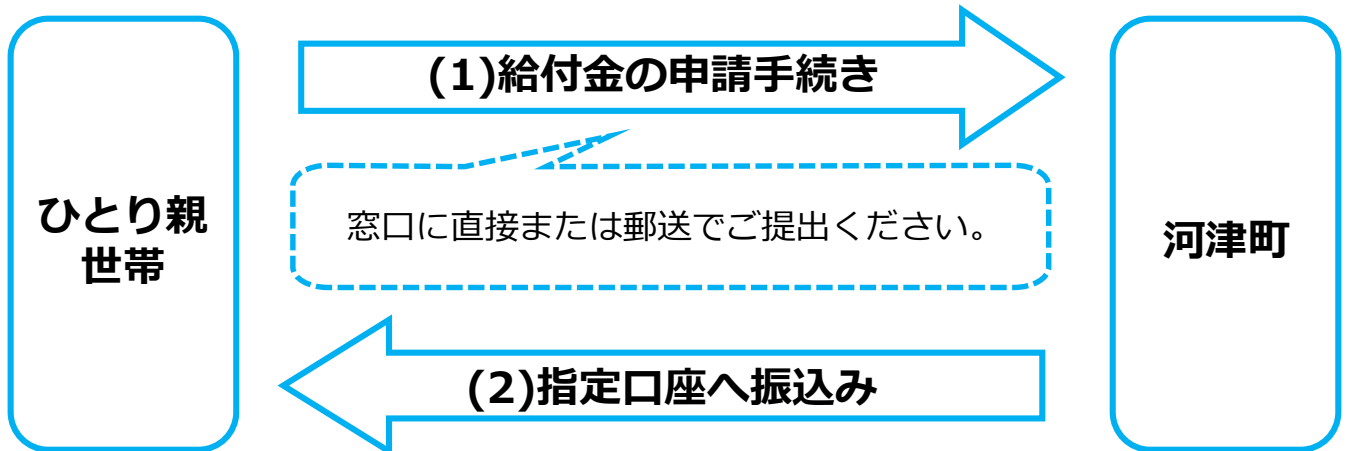 ひとり親
世帯
(1)給付金の申請手続き
窓口に直接または郵送でご提出ください。
(2)指定口座へ振込み
河津町